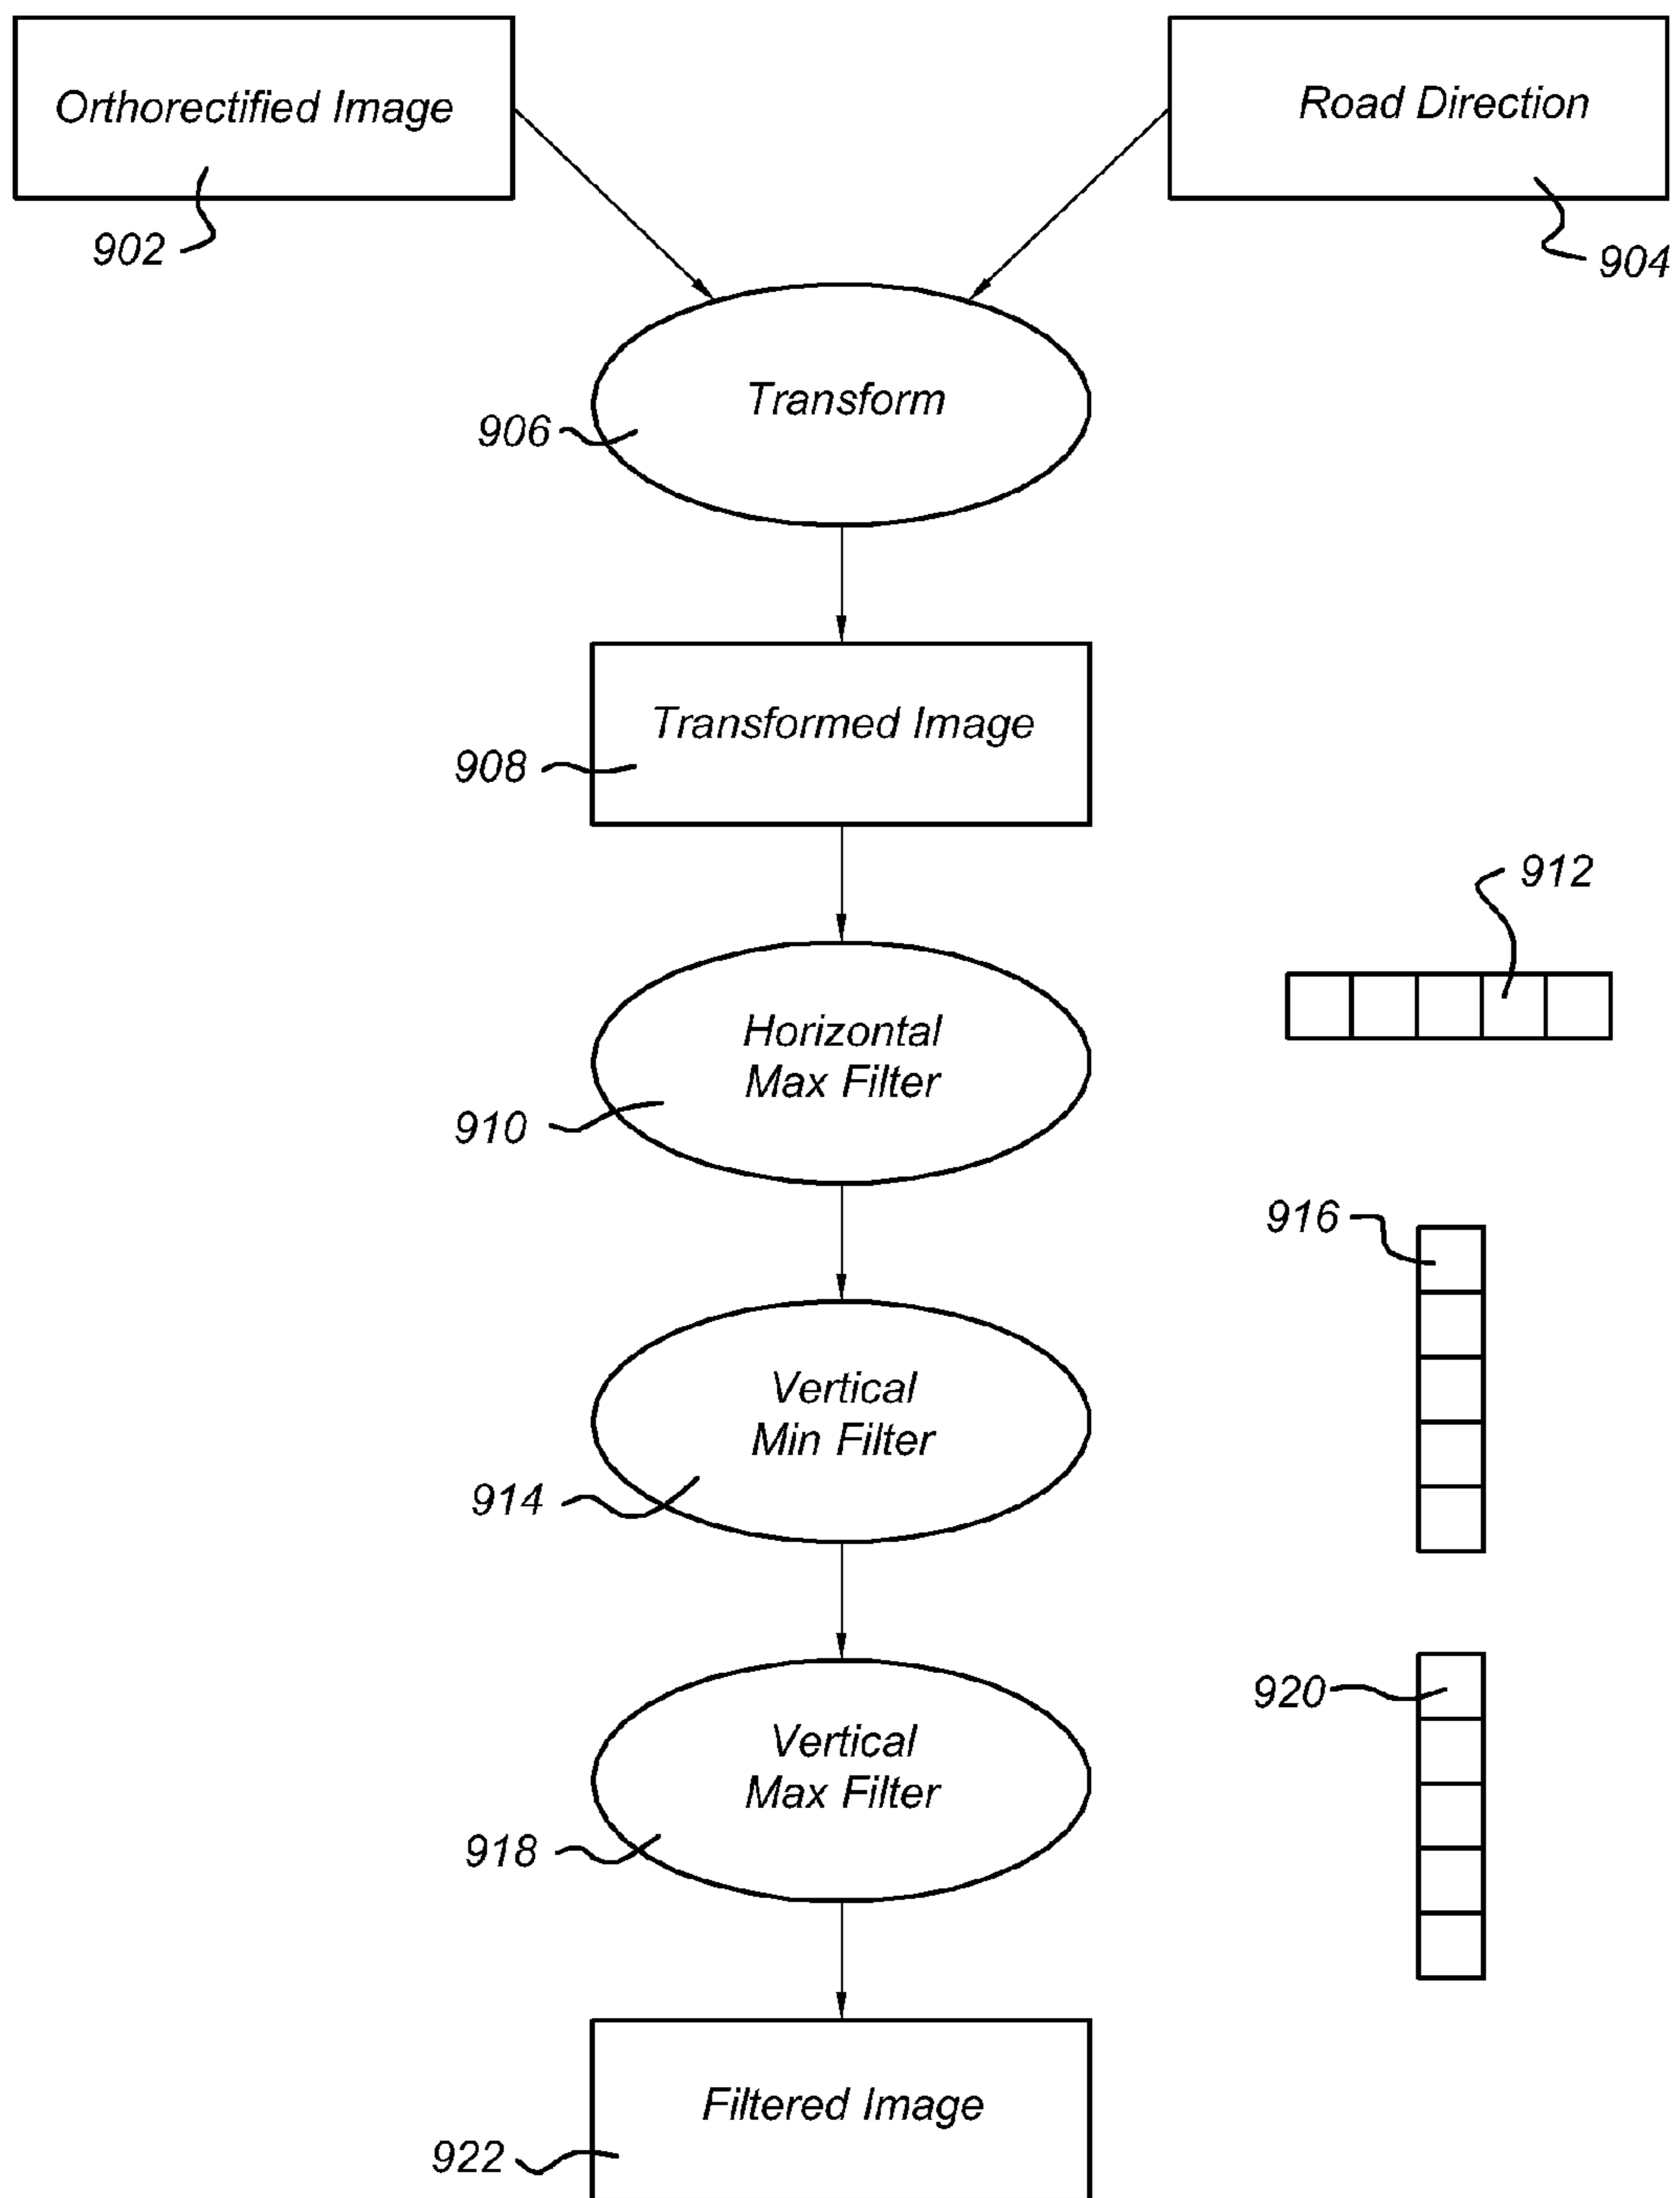 Orthorectified Image
902
Road Direction
904
Transform
906
Transformed Image
908
Horizontal
Max Filter
910
912
Vertical
Min Filter
914
916
Vertical
Max Filter
918
920
Filtered Image
922